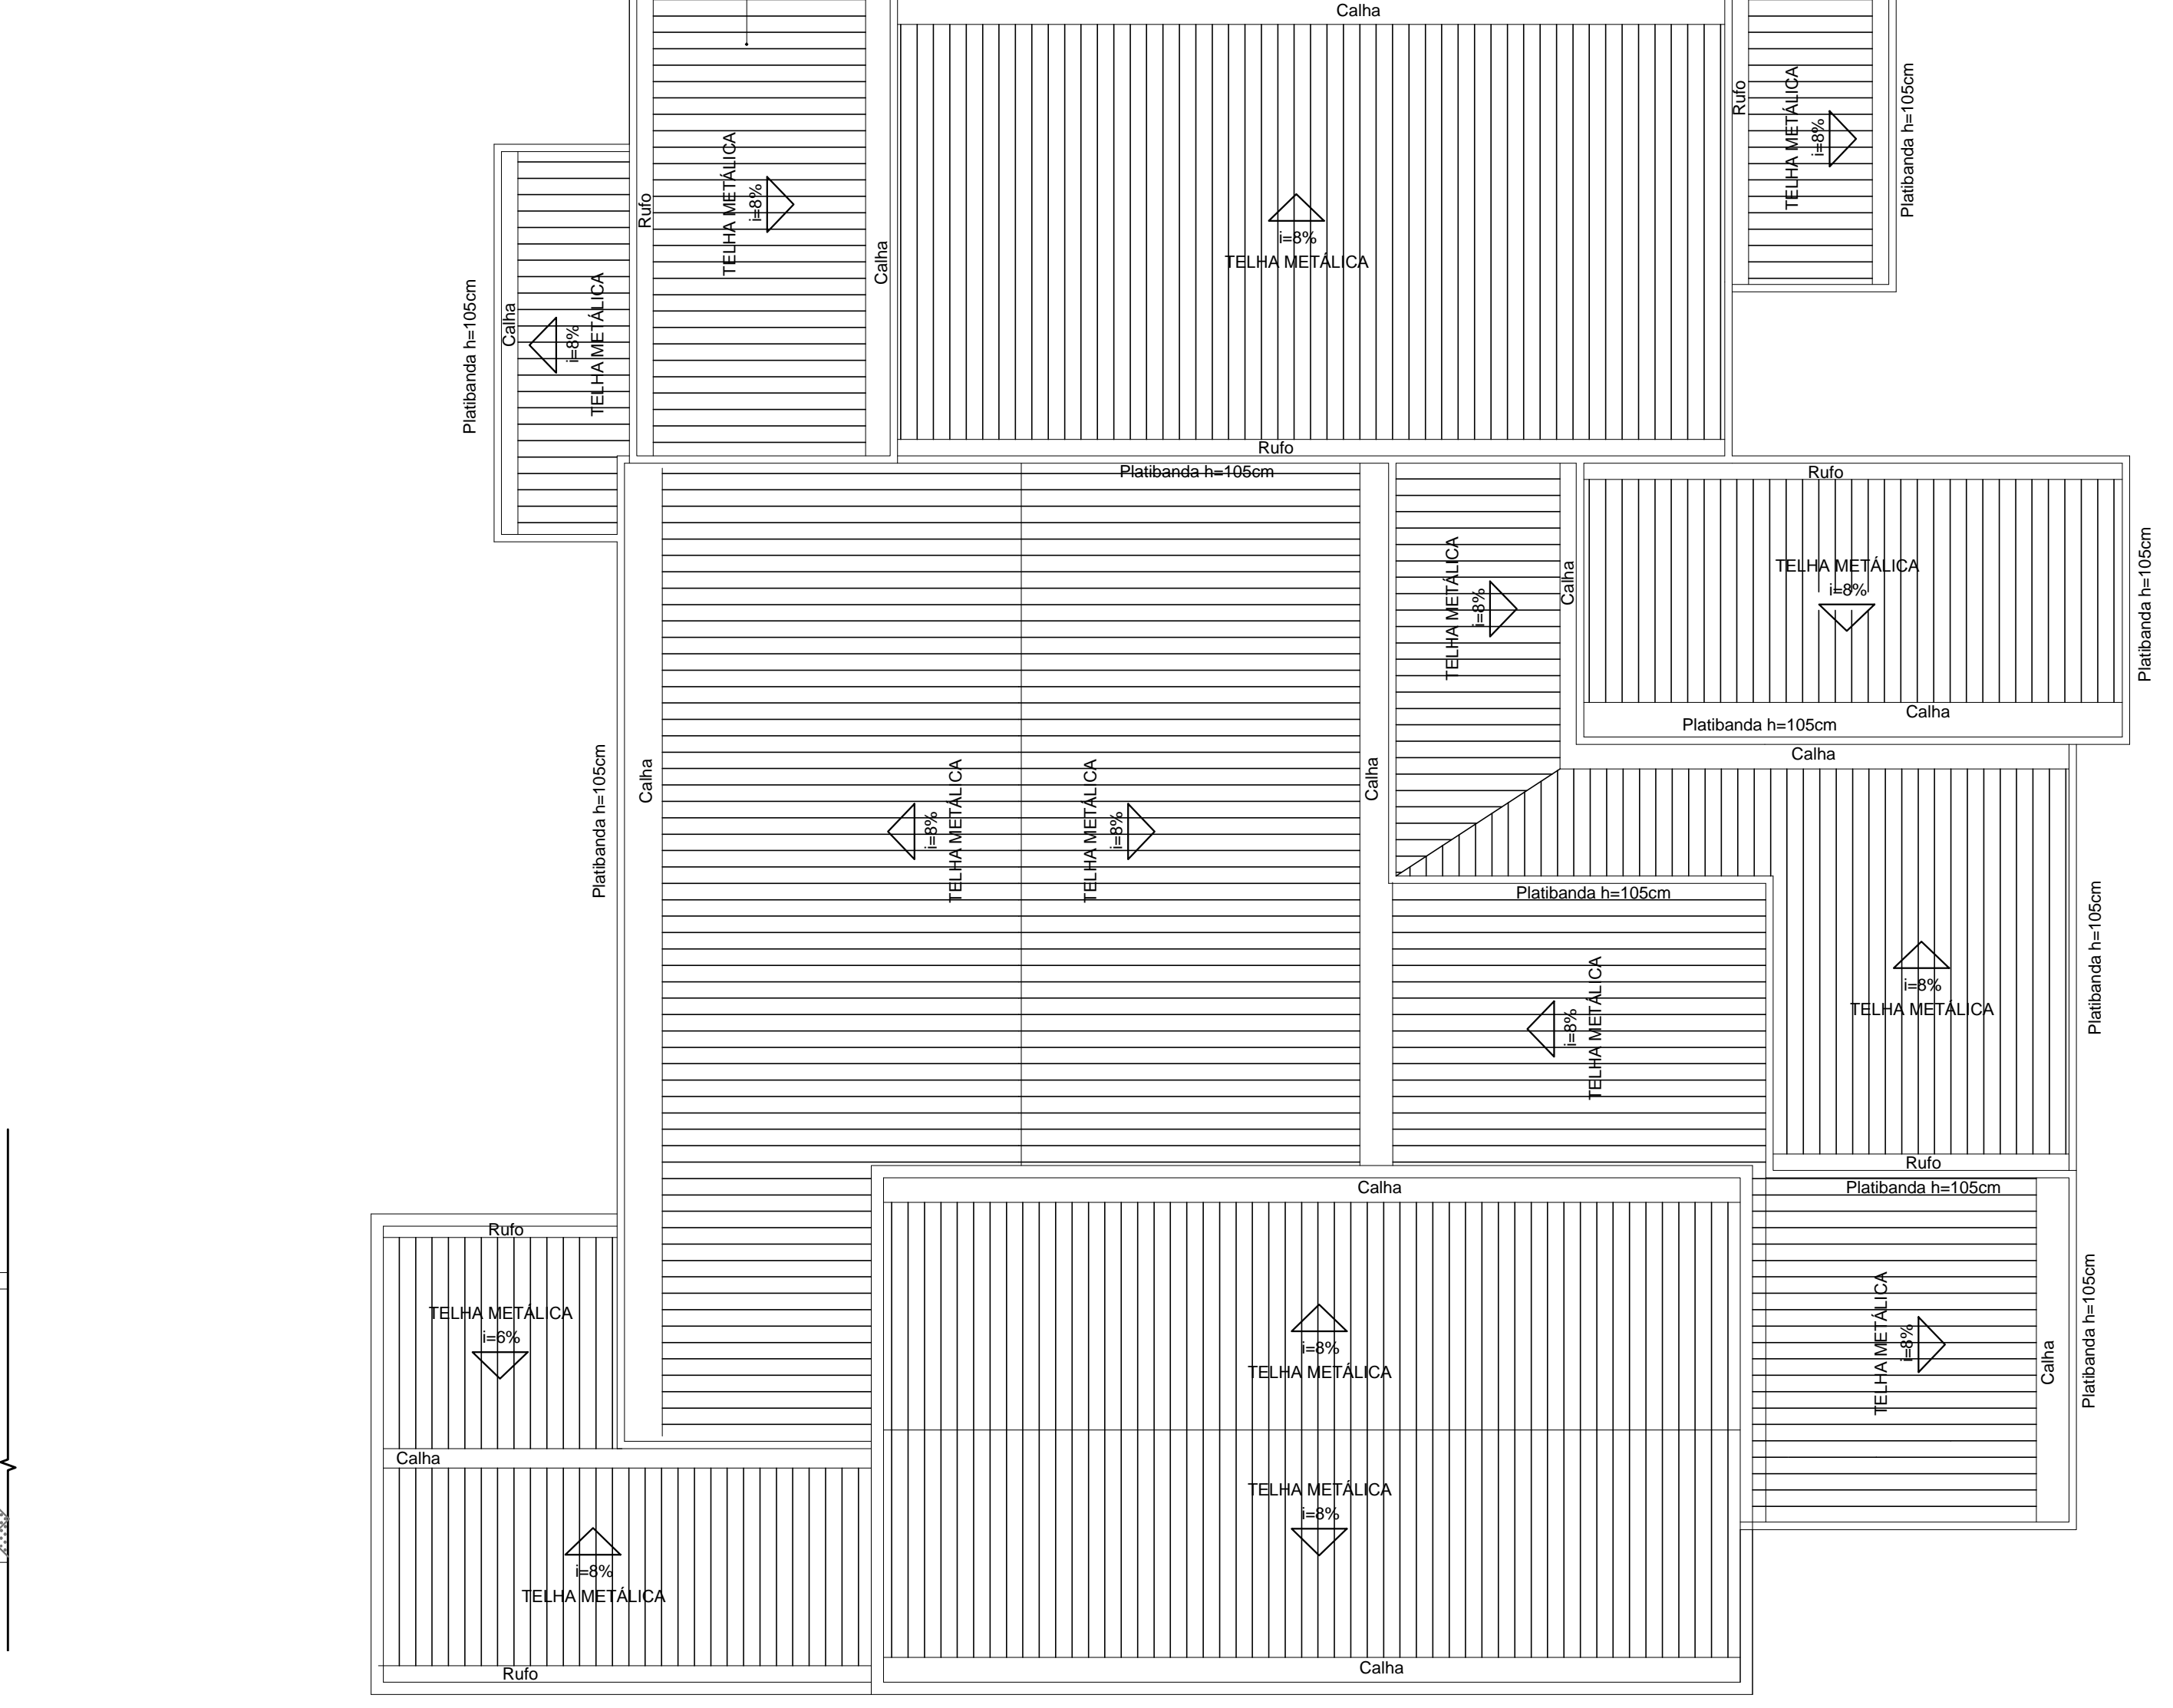 Calha
Rufo
TELHA METÁLICA
i=8%
Platibanda h=105cm
TELHA METÁLICA
i=8%
Rufo
Calha
i=8%
TELHA METÁLICA
Platibanda h=105cm
Calha
i=8%
TELHA METÁLICA
Rufo
Platibanda h=105cm
Rufo
TELHA METÁLICA
i=8%
Calha
TELHA METÁLICA
i=8%
Platibanda h=105cm
Calha
Platibanda h=105cm
Calha
Platibanda h=105cm
Calha
i=8%
TELHA METÁLICA
TELHA METÁLICA
i=8%
Calha
Platibanda h=105cm
i=8%
TELHA METÁLICA
i=8%
TELHA METÁLICA
Platibanda h=105cm
Rufo
Platibanda h=105cm
Calha
Rufo
TELHA METÁLICA
i=6%
i=8%
TELHA METÁLICA
TELHA METÁLICA
i=8%
Calha
Platibanda h=105cm
Calha
TELHA METÁLICA
i=8%
i=8%
TELHA METÁLICA
Rufo
Calha